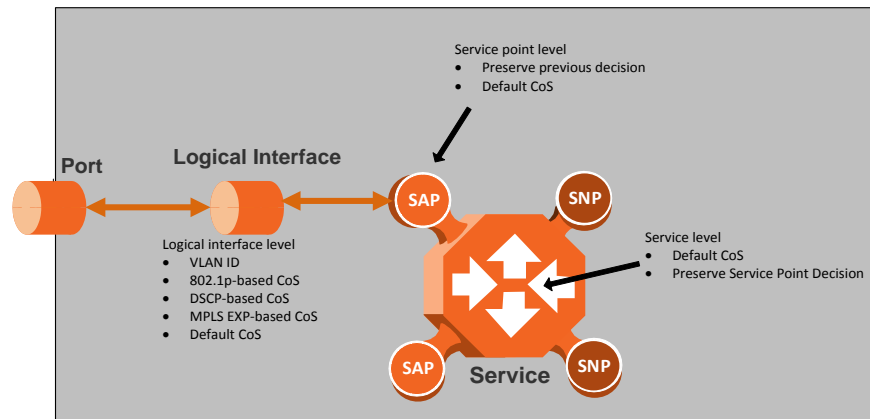 Service point level
• Preserve previous decision
• Default CoS
Port
Logical Interface
SAP
SNP
Logical interface level
• VLAN ID
• 802.1p-based CoS
• DSCP-based CoS
• MPLS EXP-based CoS
• Default CoS
Service level
• Default CoS
• Preserve Service Point Decision
SAP
Service
SNP